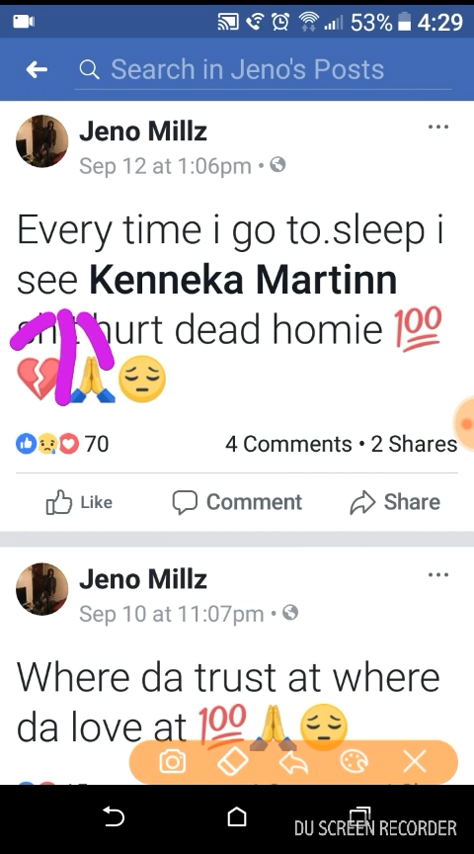 53% 4:29
Search in Jeno's Posts
Jeno Millz
Sep 12 at 1:06pm
Every time i go to.sleep i
see Kenneka Martinn
hurt dead homie 💯
💔🙏😔
70 4 Comments • 2 Shares
Like Comment Share
Jeno Millz
Sep 10 at 11:07pm
Where da trust at where
da love at 💯🙏😔
DU SCREEN RECORDER